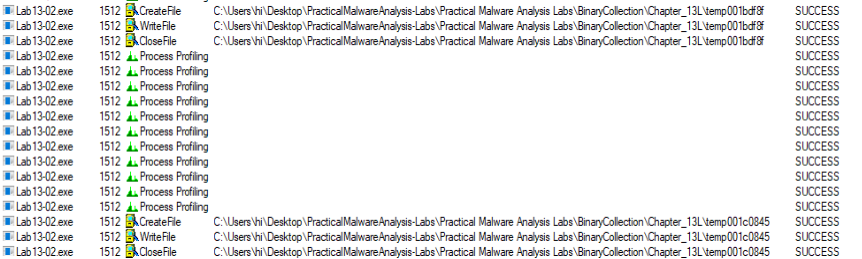 Lab13-02.exe 1512 CreateFile C:\Users\hi\Desktop\PracticalMalwareAnalysis-Labs\Practical Malware Analysis Labs\BinaryCollection\Chapter_13L\temp001bdf8f SUCCESS
Lab13-02.exe 1512 WriteFile C:\Users\hi\Desktop\PracticalMalwareAnalysis-Labs\Practical Malware Analysis Labs\BinaryCollection\Chapter_13L\temp001bdf8f SUCCESS
Lab13-02.exe 1512 CloseFile C:\Users\hi\Desktop\PracticalMalwareAnalysis-Labs\Practical Malware Analysis Labs\BinaryCollection\Chapter_13L\temp001bdf8f SUCCESS
Lab13-02.exe 1512 Process Profiling SUCCESS
Lab13-02.exe 1512 Process Profiling SUCCESS
Lab13-02.exe 1512 Process Profiling SUCCESS
Lab13-02.exe 1512 Process Profiling SUCCESS
Lab13-02.exe 1512 Process Profiling SUCCESS
Lab13-02.exe 1512 Process Profiling SUCCESS
Lab13-02.exe 1512 Process Profiling SUCCESS
Lab13-02.exe 1512 Process Profiling SUCCESS
Lab13-02.exe 1512 Process Profiling SUCCESS
Lab13-02.exe 1512 Process Profiling SUCCESS
Lab13-02.exe 1512 Process Profiling SUCCESS
Lab13-02.exe 1512 CreateFile C:\Users\hi\Desktop\PracticalMalwareAnalysis-Labs\Practical Malware Analysis Labs\BinaryCollection\Chapter_13L\temp001c0845 SUCCESS
Lab13-02.exe 1512 WriteFile C:\Users\hi\Desktop\PracticalMalwareAnalysis-Labs\Practical Malware Analysis Labs\BinaryCollection\Chapter_13L\temp001c0845 SUCCESS
Lab13-02.exe 1512 CloseFile C:\Users\hi\Desktop\PracticalMalwareAnalysis-Labs\Practical Malware Analysis Labs\BinaryCollection\Chapter_13L\temp001c0845 SUCCESS